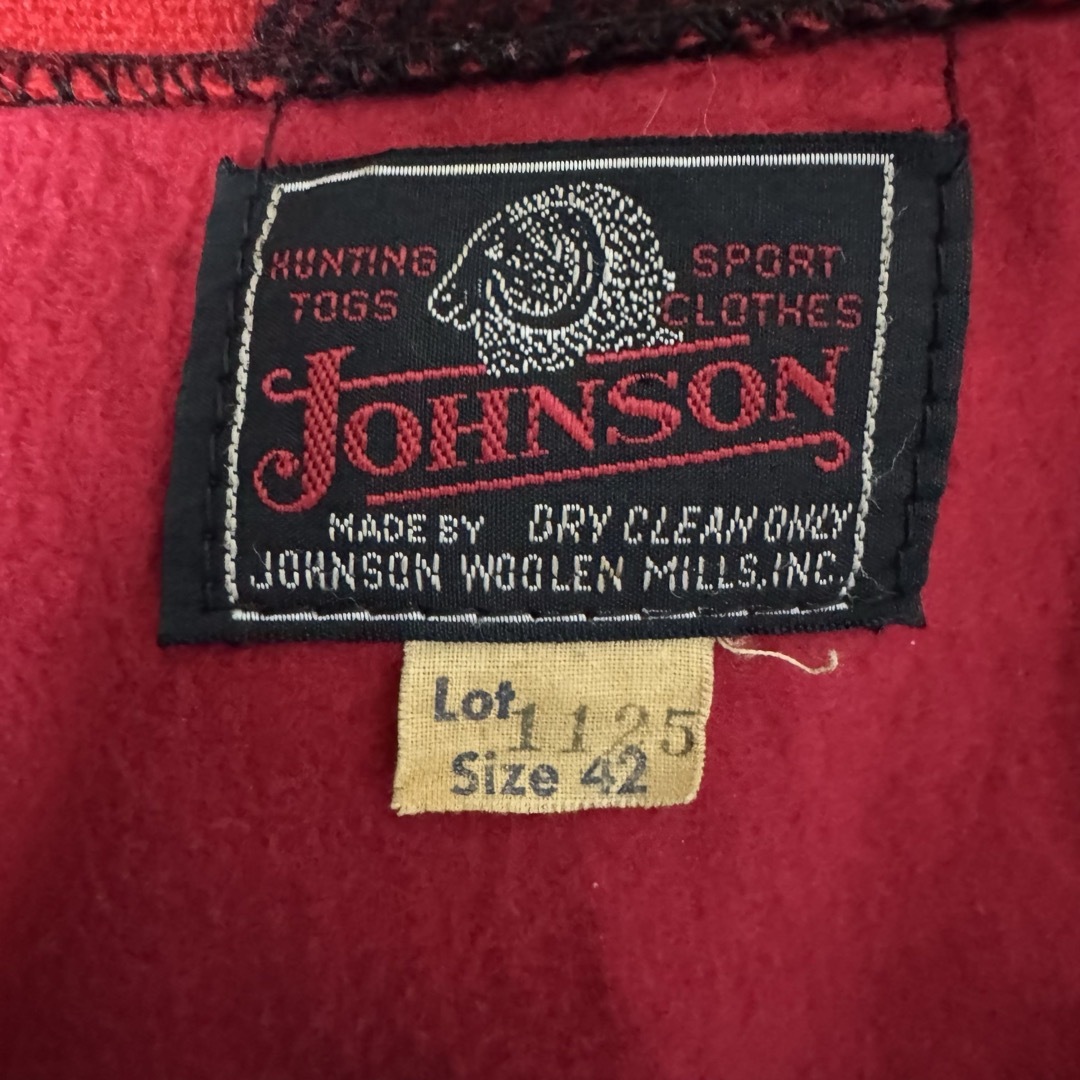 HUNTING TOGS
SPORT CLOTHES
JOHNSON
MADE BY DRY CLEAN ONLY
JOHNSON WOOLEN MILLS, INC.
Lot 1125
Size 42